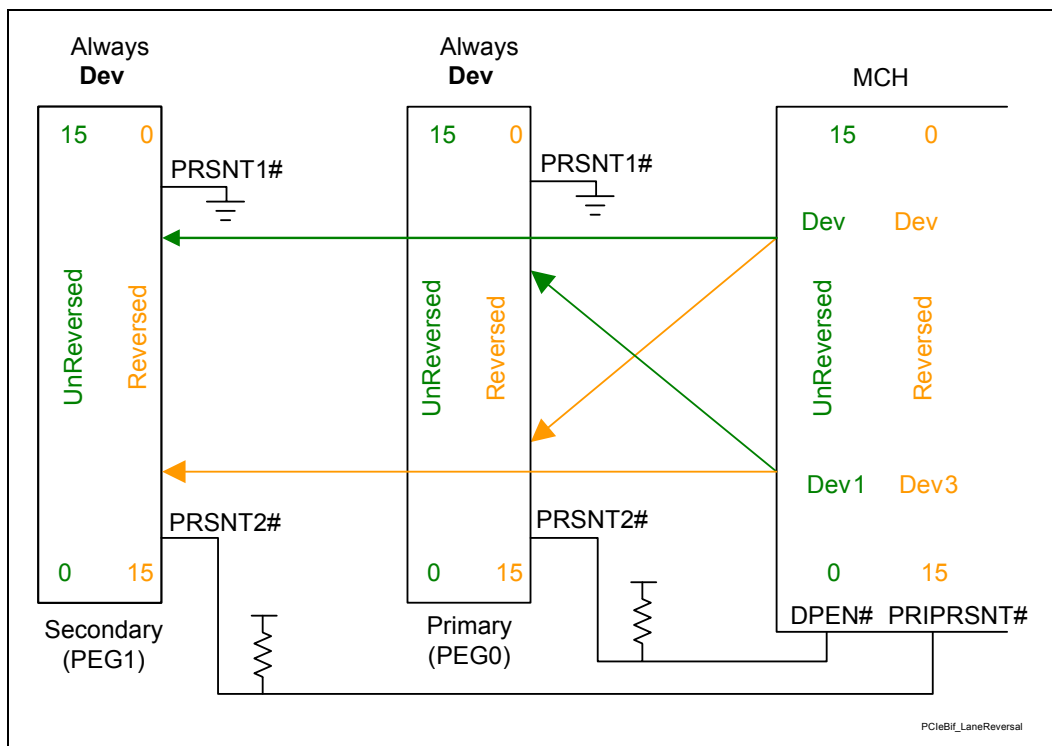 Always
Dev
Always
Dev
MCH
15 0
15 0
15 0
PRSNT1#
PRSNT1#
Dev Dev
UnReversed
Reversed
UnReversed
Reversed
UnReversed
Reversed
Dev1 Dev3
PRSNT2#
PRSNT2#
0 15
0 15
0 15
DPEN# PRIPRSNT#
Secondary
(PEG1)
Primary
(PEG0)
PCIeBif_LaneReversal